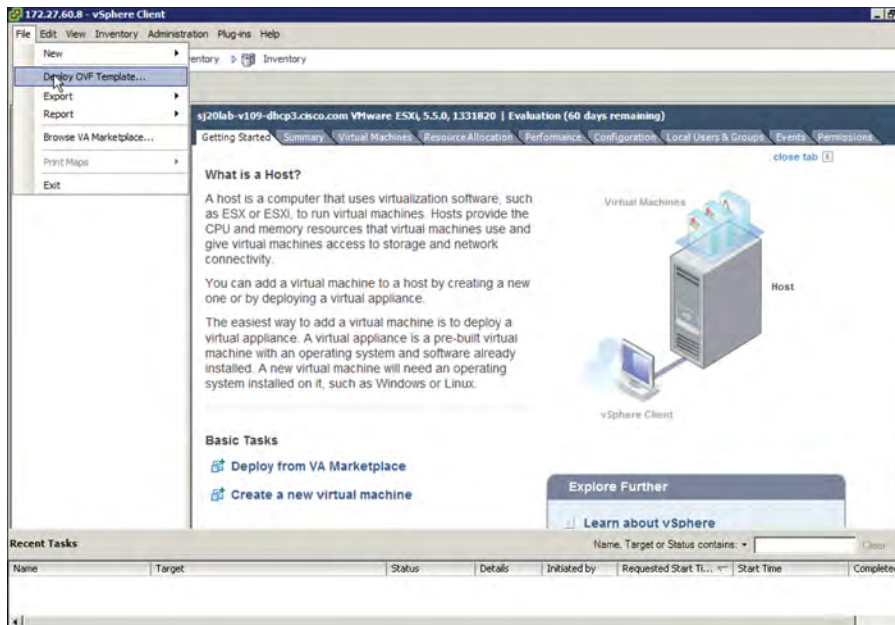 172.27.60.8 - vSphere Client
File Edit View Inventory Administration Plug-ins Help
New
Inventory
Deploy OVF Template...
Export
Report
Browse VA Marketplace...
Print Maps
Exit
sj20lab-v109-dhcp3.cisco.com VMware ESXi, 5.5.0, 1331820 | Evaluation (60 days remaining)
Getting Started Summary Virtual Machines Resource Allocation Performance Configuration Local Users & Groups Events Permissions
close tab
What is a Host?
A host is a computer that uses virtualization software, such
as ESX or ESXi, to run virtual machines. Hosts provide the
CPU and memory resources that virtual machines use and
give virtual machines access to storage and network
connectivity.
You can add a virtual machine to a host by creating a new
one or by deploying a virtual appliance.
The easiest way to add a virtual machine is to deploy a
virtual appliance. A virtual appliance is a pre-built virtual
machine with an operating system and software already
installed. A new virtual machine will need an operating
system installed on it, such as Windows or Linux.
Virtual Machines
Host
vSphere Client
Basic Tasks
Deploy from VA Marketplace
Create a new virtual machine
Explore Further
Learn about vSphere
Recent Tasks
Name, Target or Status contains:
Clear
Name Target Status Details Initiated by Requested Start Ti... Start Time Complete